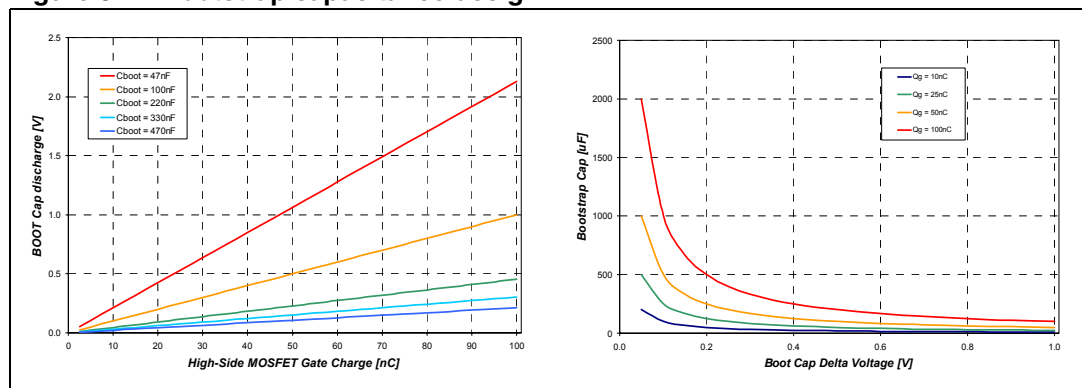 2.5
2.0
1.5
1.0
0.5
0.0
BOOT Cap discharge [V]
Cboot = 47nF
Cboot = 100nF
Cboot = 220nF
Cboot = 330nF
Cboot = 470nF
0 10 20 30 40 50 60 70 80 90 100
High-Side MOSFET Gate Charge [nC]
2500
2000
1500
1000
500
0
Bootstrap Cap [uF]
Qg = 10nC
Qg = 25nC
Qg = 50nC
Qg = 100nC
0.0 0.2 0.4 0.6 0.8 1.0
Boot Cap Delta Voltage [V]